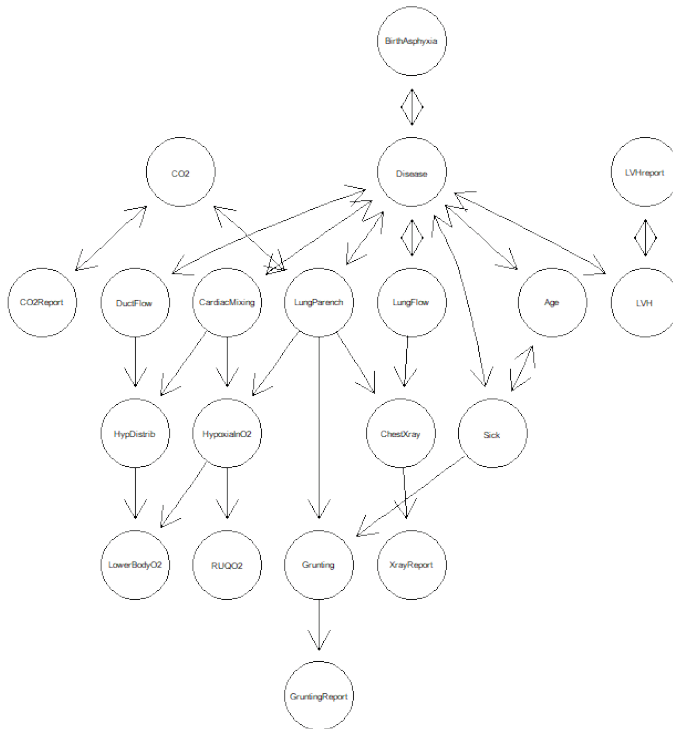 BirthAsphyxia
CO2
Disease
LVHreport
CO2Report
DuctFlow
CardiacMixing
LungParench
LungFlow
Age
LVH
HypDistrib
HypoxiaInO2
ChestXray
Sick
LowerBodyO2
RUQO2
Grunting
XrayReport
GruntingReport